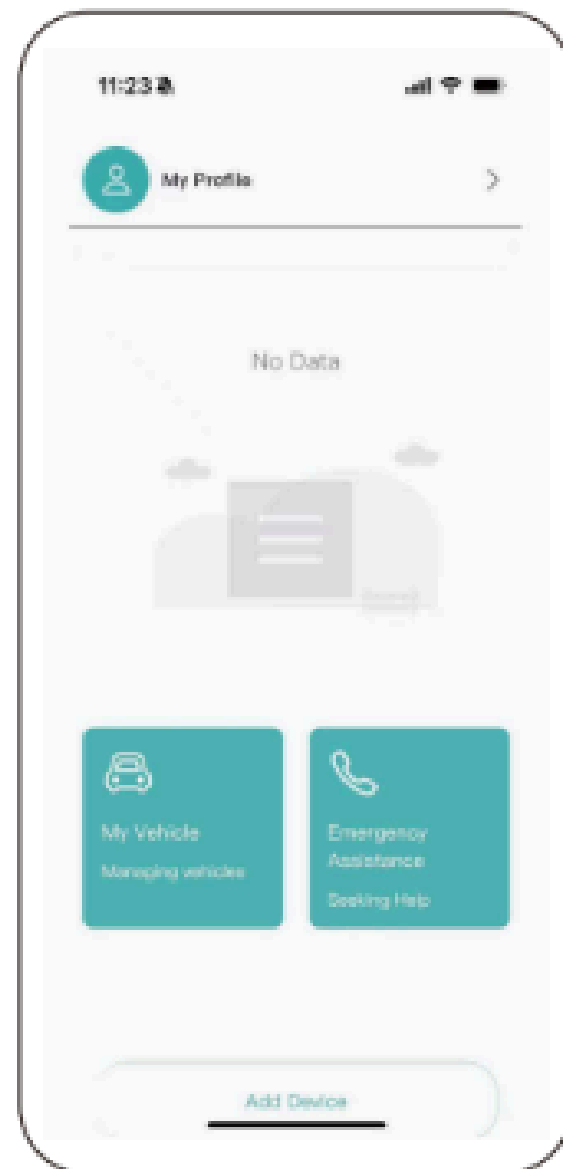 11:23
My Profile
No Data
My Vehicle
Managing vehicles
Emergency
Assistance
Seeking Help
Add Device